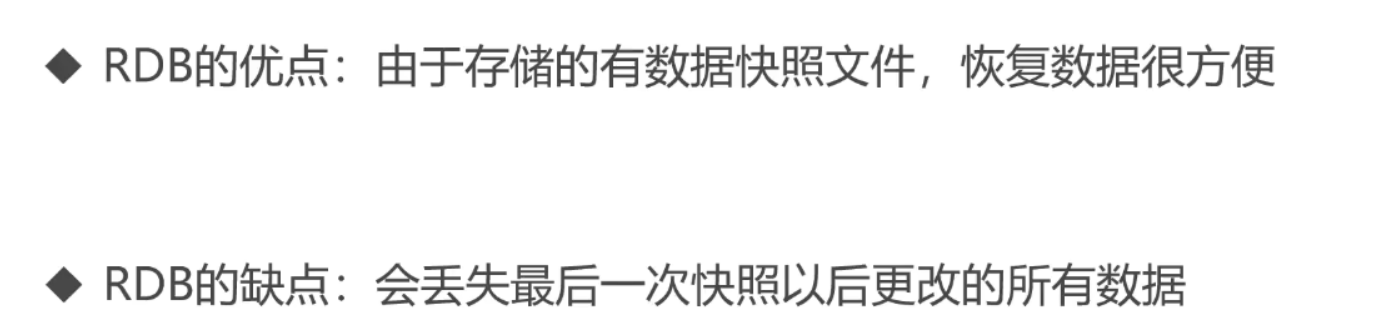 ◆ RDB的优点：由于存储的有数据快照文件，恢复数据很方便
◆ RDB的缺点：会丢失最后一次快照以后更改的所有数据